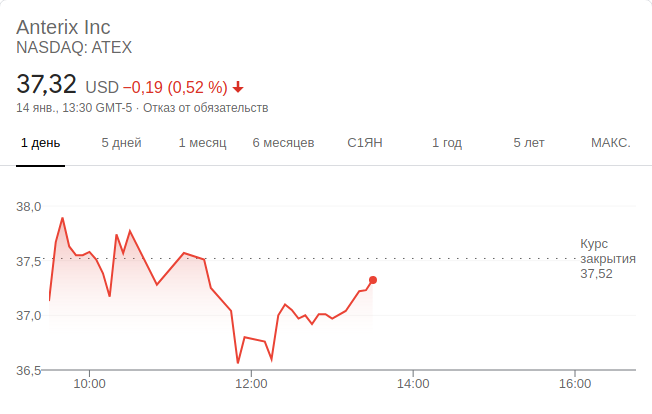 Anterix Inc
NASDAQ: ATEX
37,32 USD −0,19 (0,52 %)
14 янв., 13:30 GMT-5 · Отказ от обязательств
1 день 5 дней 1 месяц 6 месяцев С1ЯН 1 год 5 лет МАКС.
38,0
37,5
37,0
36,5
Курс
закрытия
37,52
10:00 12:00 14:00 16:00